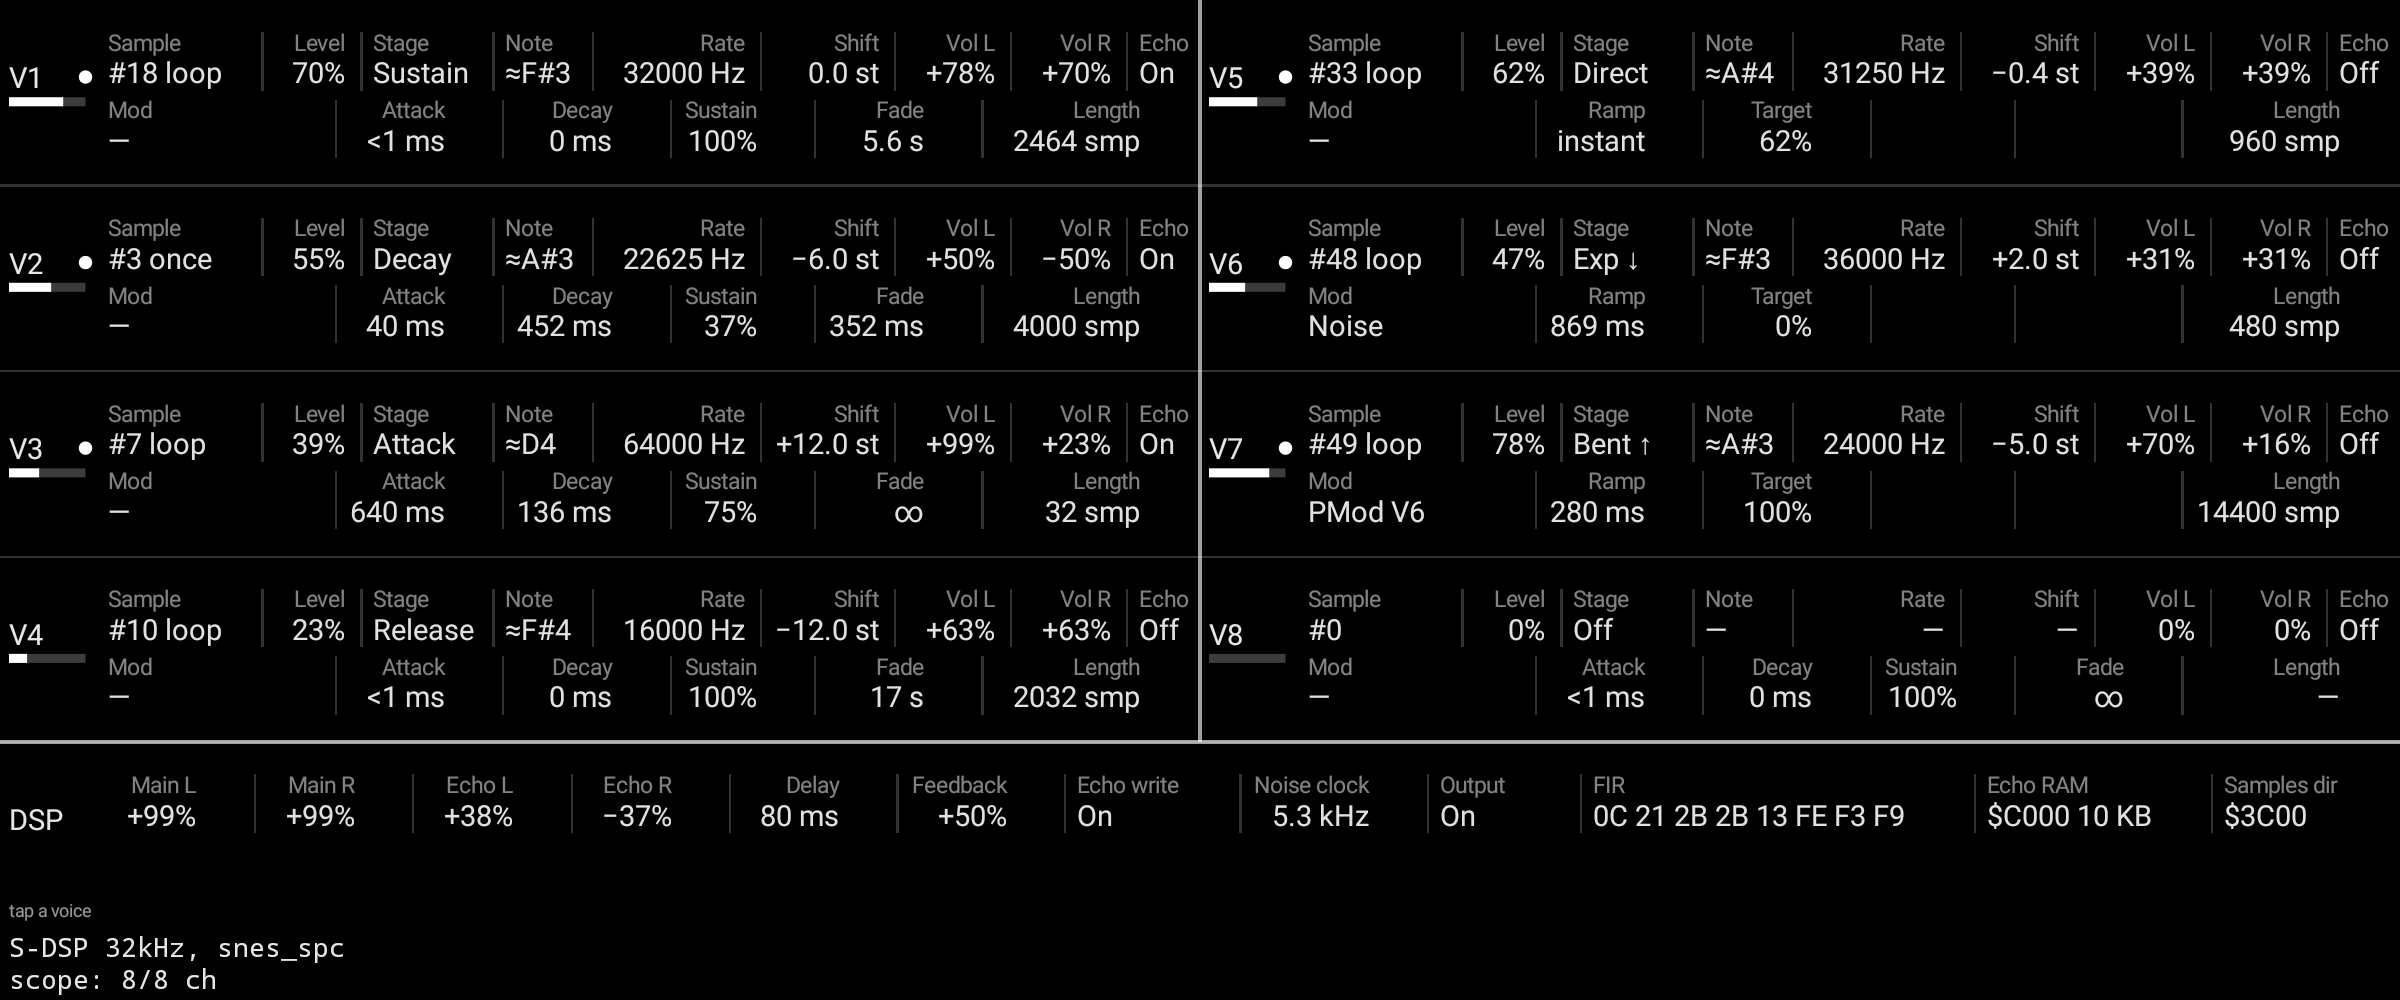 Sample Level Stage Note Rate Shift Vol L Vol R Echo
V1 #18 loop 70% Sustain ≈F#3 32000 Hz 0.0 st +78% +70% On
Mod Attack Decay Sustain Fade Length
— <1 ms 0 ms 100% 5.6 s 2464 smp
Sample Level Stage Note Rate Shift Vol L Vol R Echo
V2 #3 once 55% Decay ≈A#3 22625 Hz −6.0 st +50% −50% On
Mod Attack Decay Sustain Fade Length
— 40 ms 452 ms 37% 352 ms 4000 smp
Sample Level Stage Note Rate Shift Vol L Vol R Echo
V3 #7 loop 39% Attack ≈D4 64000 Hz +12.0 st +99% +23% On
Mod Attack Decay Sustain Fade Length
— 640 ms 136 ms 75% ∞ 32 smp
Sample Level Stage Note Rate Shift Vol L Vol R Echo
V4 #10 loop 23% Release ≈F#4 16000 Hz −12.0 st +63% +63% Off
Mod Attack Decay Sustain Fade Length
— <1 ms 0 ms 100% 17 s 2032 smp
Sample Level Stage Note Rate Shift Vol L Vol R Echo
V5 #33 loop 62% Direct ≈A#4 31250 Hz −0.4 st +39% +39% Off
Mod Ramp Target Length
— instant 62% 960 smp
Sample Level Stage Note Rate Shift Vol L Vol R Echo
V6 #48 loop 47% Exp ↓ ≈F#3 36000 Hz +2.0 st +31% +31% Off
Mod Ramp Target Length
Noise 869 ms 0% 480 smp
Sample Level Stage Note Rate Shift Vol L Vol R Echo
V7 #49 loop 78% Bent ↑ ≈A#3 24000 Hz −5.0 st +70% +16% Off
Mod Ramp Target Length
PMod V6 280 ms 100% 14400 smp
Sample Level Stage Note Rate Shift Vol L Vol R Echo
V8 #0 0% Off — — — 0% 0% Off
Mod Attack Decay Sustain Fade Length
— <1 ms 0 ms 100% ∞ —
Main L Main R Echo L Echo R Delay Feedback Echo write Noise clock Output FIR Echo RAM Samples dir
DSP +99% +99% +38% −37% 80 ms +50% On 5.3 kHz On 0C 21 2B 2B 13 FE F3 F9 $C000 10 KB $3C00
tap a voice
S-DSP 32kHz, snes_spc
scope: 8/8 ch